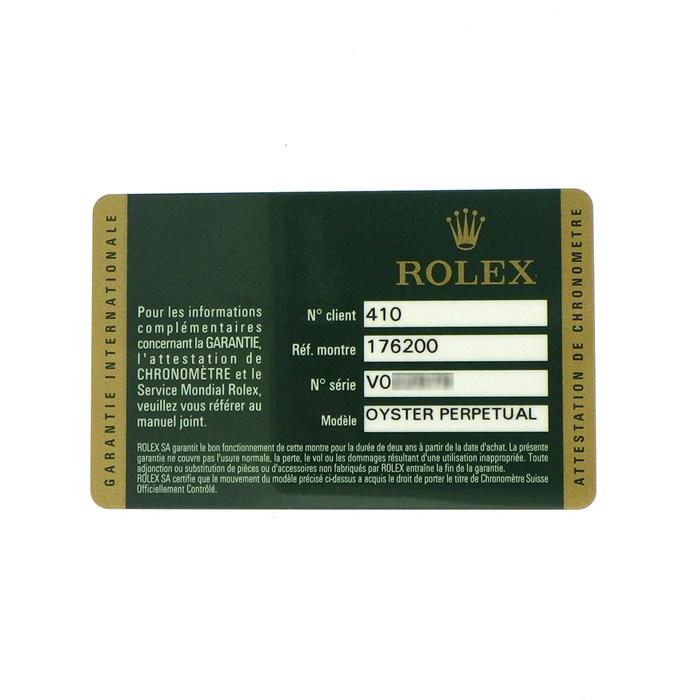 GARANTIE INTERNATIONALE
ROLEX
Pour les informations
complémentaires
concernant la GARANTIE,
l'attestation de
CHRONOMÈTRE et le
Service Mondial Rolex,
veuillez vous référer au
manuel joint.
N° client 410
Réf. montre 176200
N° série V0
Modèle OYSTER PERPETUAL
ROLEX SA garantit le bon fonctionnement de cette montre pour la durée de deux ans à partir de la date d'achat. La présente
garantie ne couvre pas l'usure normale, la perte, le vol ou les dommages résultant d'une utilisation inappropriée. Toute
adjonction ou substitution de pièces ou d'accessoires non fabriqués par ROLEX entraîne la fin de la garantie.
ROLEX SA certifie que le mouvement du modèle précisé ci-dessus a acquis le droit de porter le titre de Chronomètre Suisse
Officiellement Contrôlé.
ATTESTATION DE CHRONOMETRE